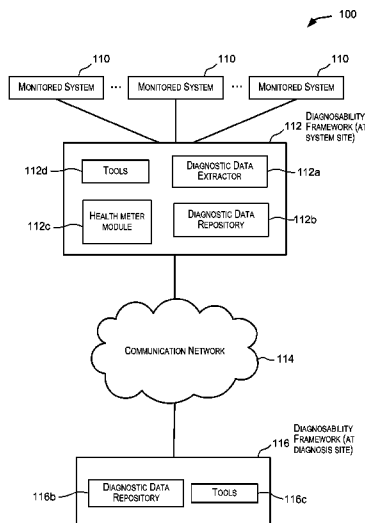 100
110
110
110
MONITORED SYSTEM ... MONITORED SYSTEM ... MONITORED SYSTEM
112
DIAGNOSABILITY
FRAMEWORK (AT
SYSTEM SITE)
112d
TOOLS
DIAGNOSTIC DATA
EXTRACTOR
112a
112c
HEALTH METER
MODULE
DIAGNOSTIC DATA
REPOSITORY
112b
COMMUNICATION NETWORK
114
DIAGNOSABILITY
116 FRAMEWORK (AT
DIAGNOSIS SITE)
116b
DIAGNOSTIC DATA
REPOSITORY
TOOLS
116c